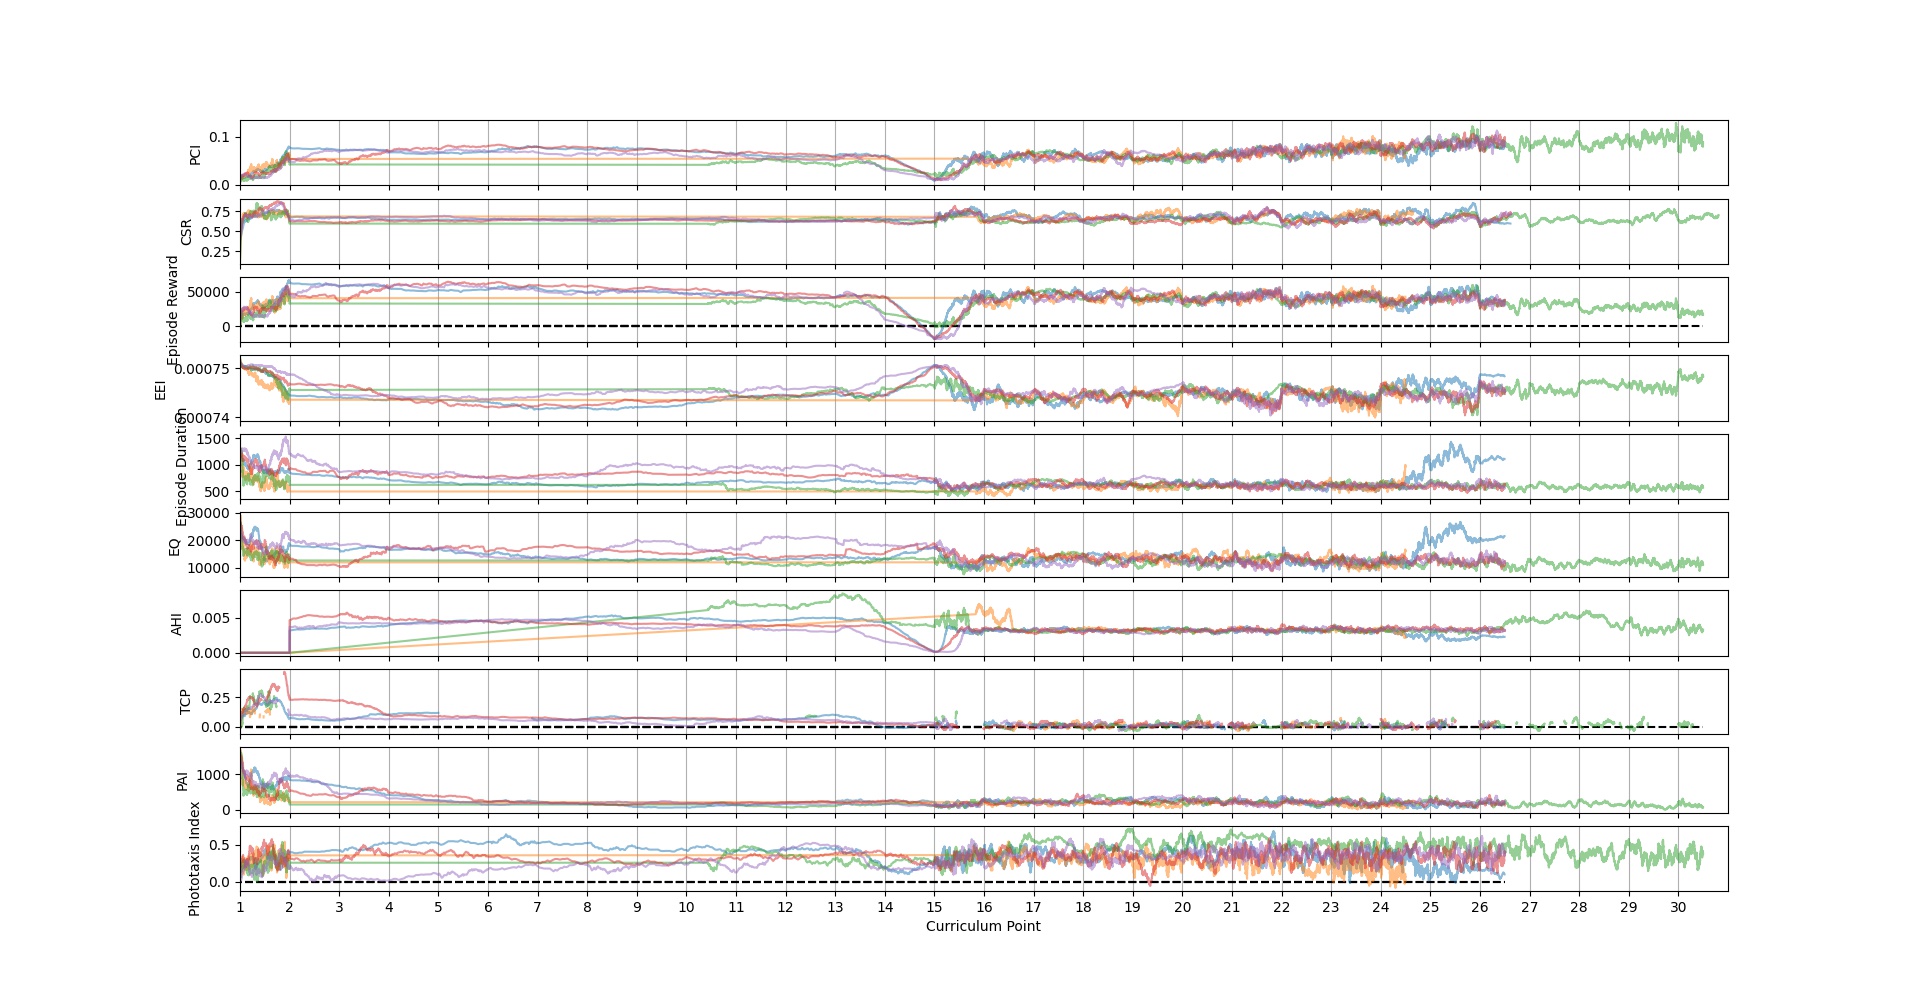 0.1
0.0
PCI
0.75
0.50
0.25
CSR
50000
0
Episode Reward
0.00075
0.00074
EEI
1500
1000
500
Episode Duration
30000
20000
10000
EQ
0.005
0.000
AHI
0.25
0.00
TCP
1000
0
PAI
0.5
0.0
Phototaxis Index
1 2 3 4 5 6 7 8 9 10 11 12 13 14 15 16 17 18 19 20 21 22 23 24 25 26 27 28 29 30
Curriculum Point